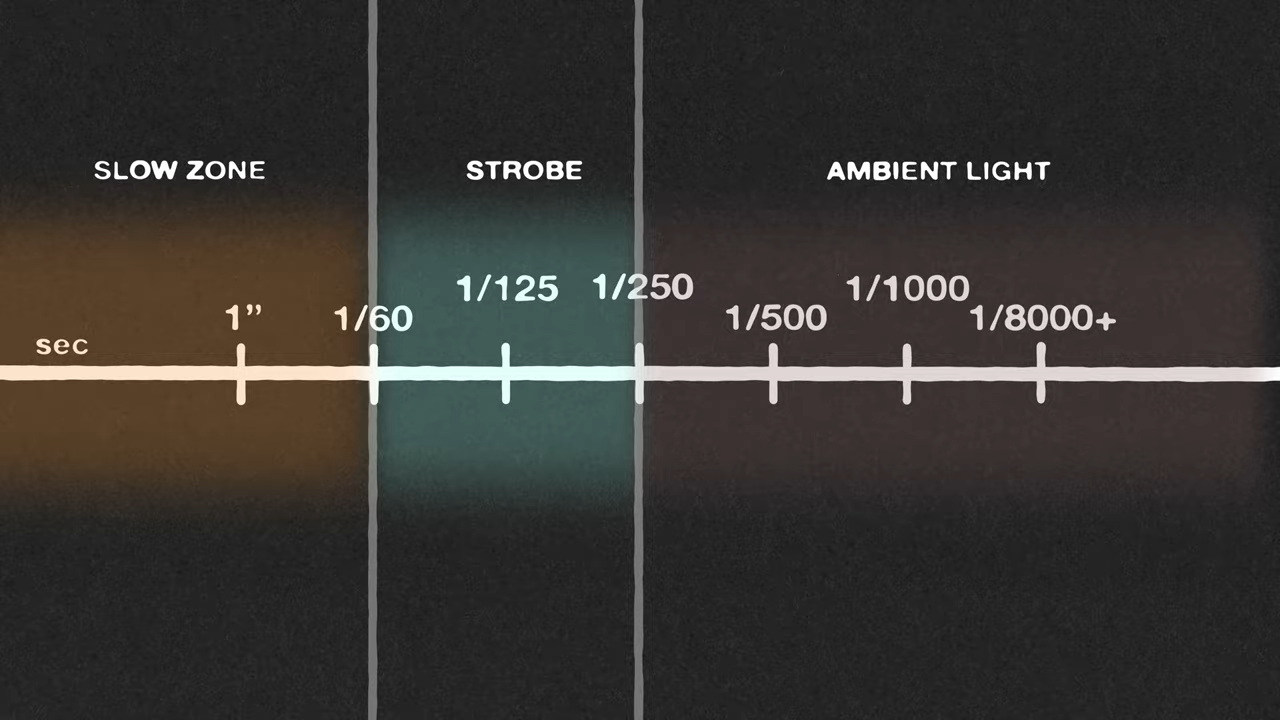 SLOW ZONE
STROBE
AMBIENT LIGHT
sec
1”
1/60
1/125
1/250
1/500
1/1000
1/8000+